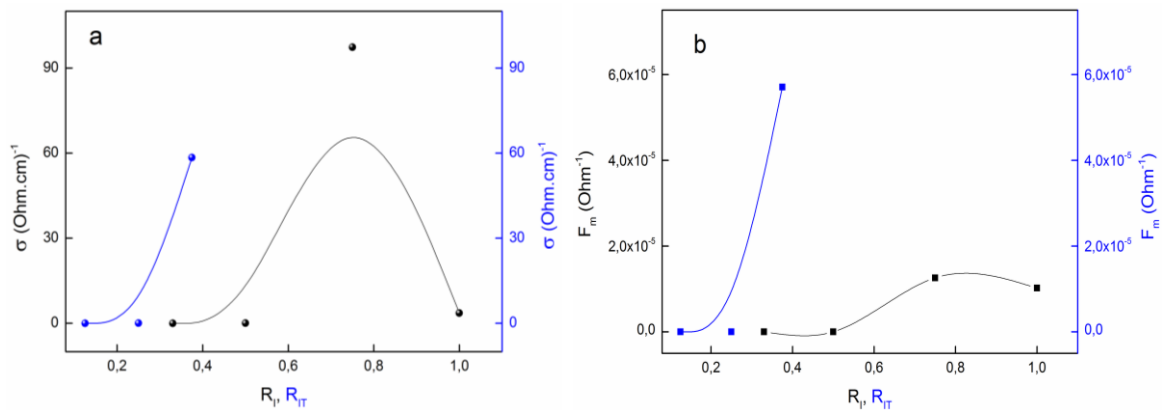 a
90
60
30
0
σ (Ohm.cm)⁻¹
90
60
30
0
σ (Ohm.cm)⁻¹
0,2 0,4 0,6 0,8 1,0
R_I, R_IT
b
6,0x10⁻⁵
4,0x10⁻⁵
2,0x10⁻⁵
0,0
F_m (Ohm⁻¹)
6,0x10⁻⁵
4,0x10⁻⁵
2,0x10⁻⁵
0,0
F_m (Ohm⁻¹)
0,2 0,4 0,6 0,8 1,0
R_I, R_IT